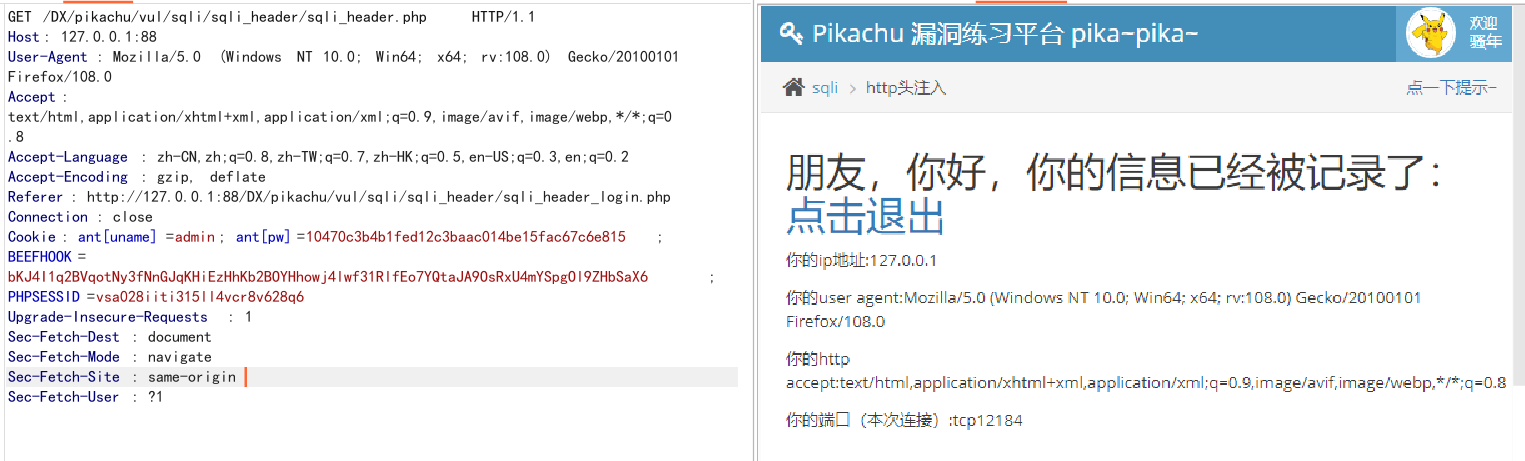 GET /DX/pikachu/vul/sqli/sqli_header/sqli_header.php HTTP/1.1
Host : 127.0.0.1:88
User-Agent : Mozilla/5.0 (Windows NT 10.0; Win64; x64; rv:108.0) Gecko/20100101
Firefox/108.0
Accept :
text/html,application/xhtml+xml,application/xml;q=0.9,image/avif,image/webp,*/*;q=0
.8
Accept-Language : zh-CN,zh;q=0.8,zh-TW;q=0.7,zh-HK;q=0.5,en-US;q=0.3,en;q=0.2
Accept-Encoding : gzip, deflate
Referer : http://127.0.0.1:88/DX/pikachu/vul/sqli/sqli_header/sqli_header_login.php
Connection : close
Cookie : ant[uname] =admin ; ant[pw] =10470c3b4b1fed12c3baac014be15fac67c6e815 ;
BEEFHOOK =
bKJ4l1q2BVqotNy3fNnGJqKHiEzHhKb2BOYHhowj4lwf31RlfEo7YQtaJA9OsRxU4mYSpgOl9ZHbSaX6 ;
PHPSESSID =vsa028iiti315ll4vcr8v628q6
Upgrade-Insecure-Requests : 1
Sec-Fetch-Dest : document
Sec-Fetch-Mode : navigate
Sec-Fetch-Site : same-origin
Sec-Fetch-User : ?1
Pikachu 漏洞练习平台 pika~pika~
欢迎
骚年
sqli > http头注入
点一下提示~
朋友，你好，你的信息已经被记录了：
点击退出
你的ip地址:127.0.0.1
你的user agent:Mozilla/5.0 (Windows NT 10.0; Win64; x64; rv:108.0) Gecko/20100101
Firefox/108.0
你的http
accept:text/html,application/xhtml+xml,application/xml;q=0.9,image/avif,image/webp,*/*;q=0.8
你的端口（本次连接）:tcp12184